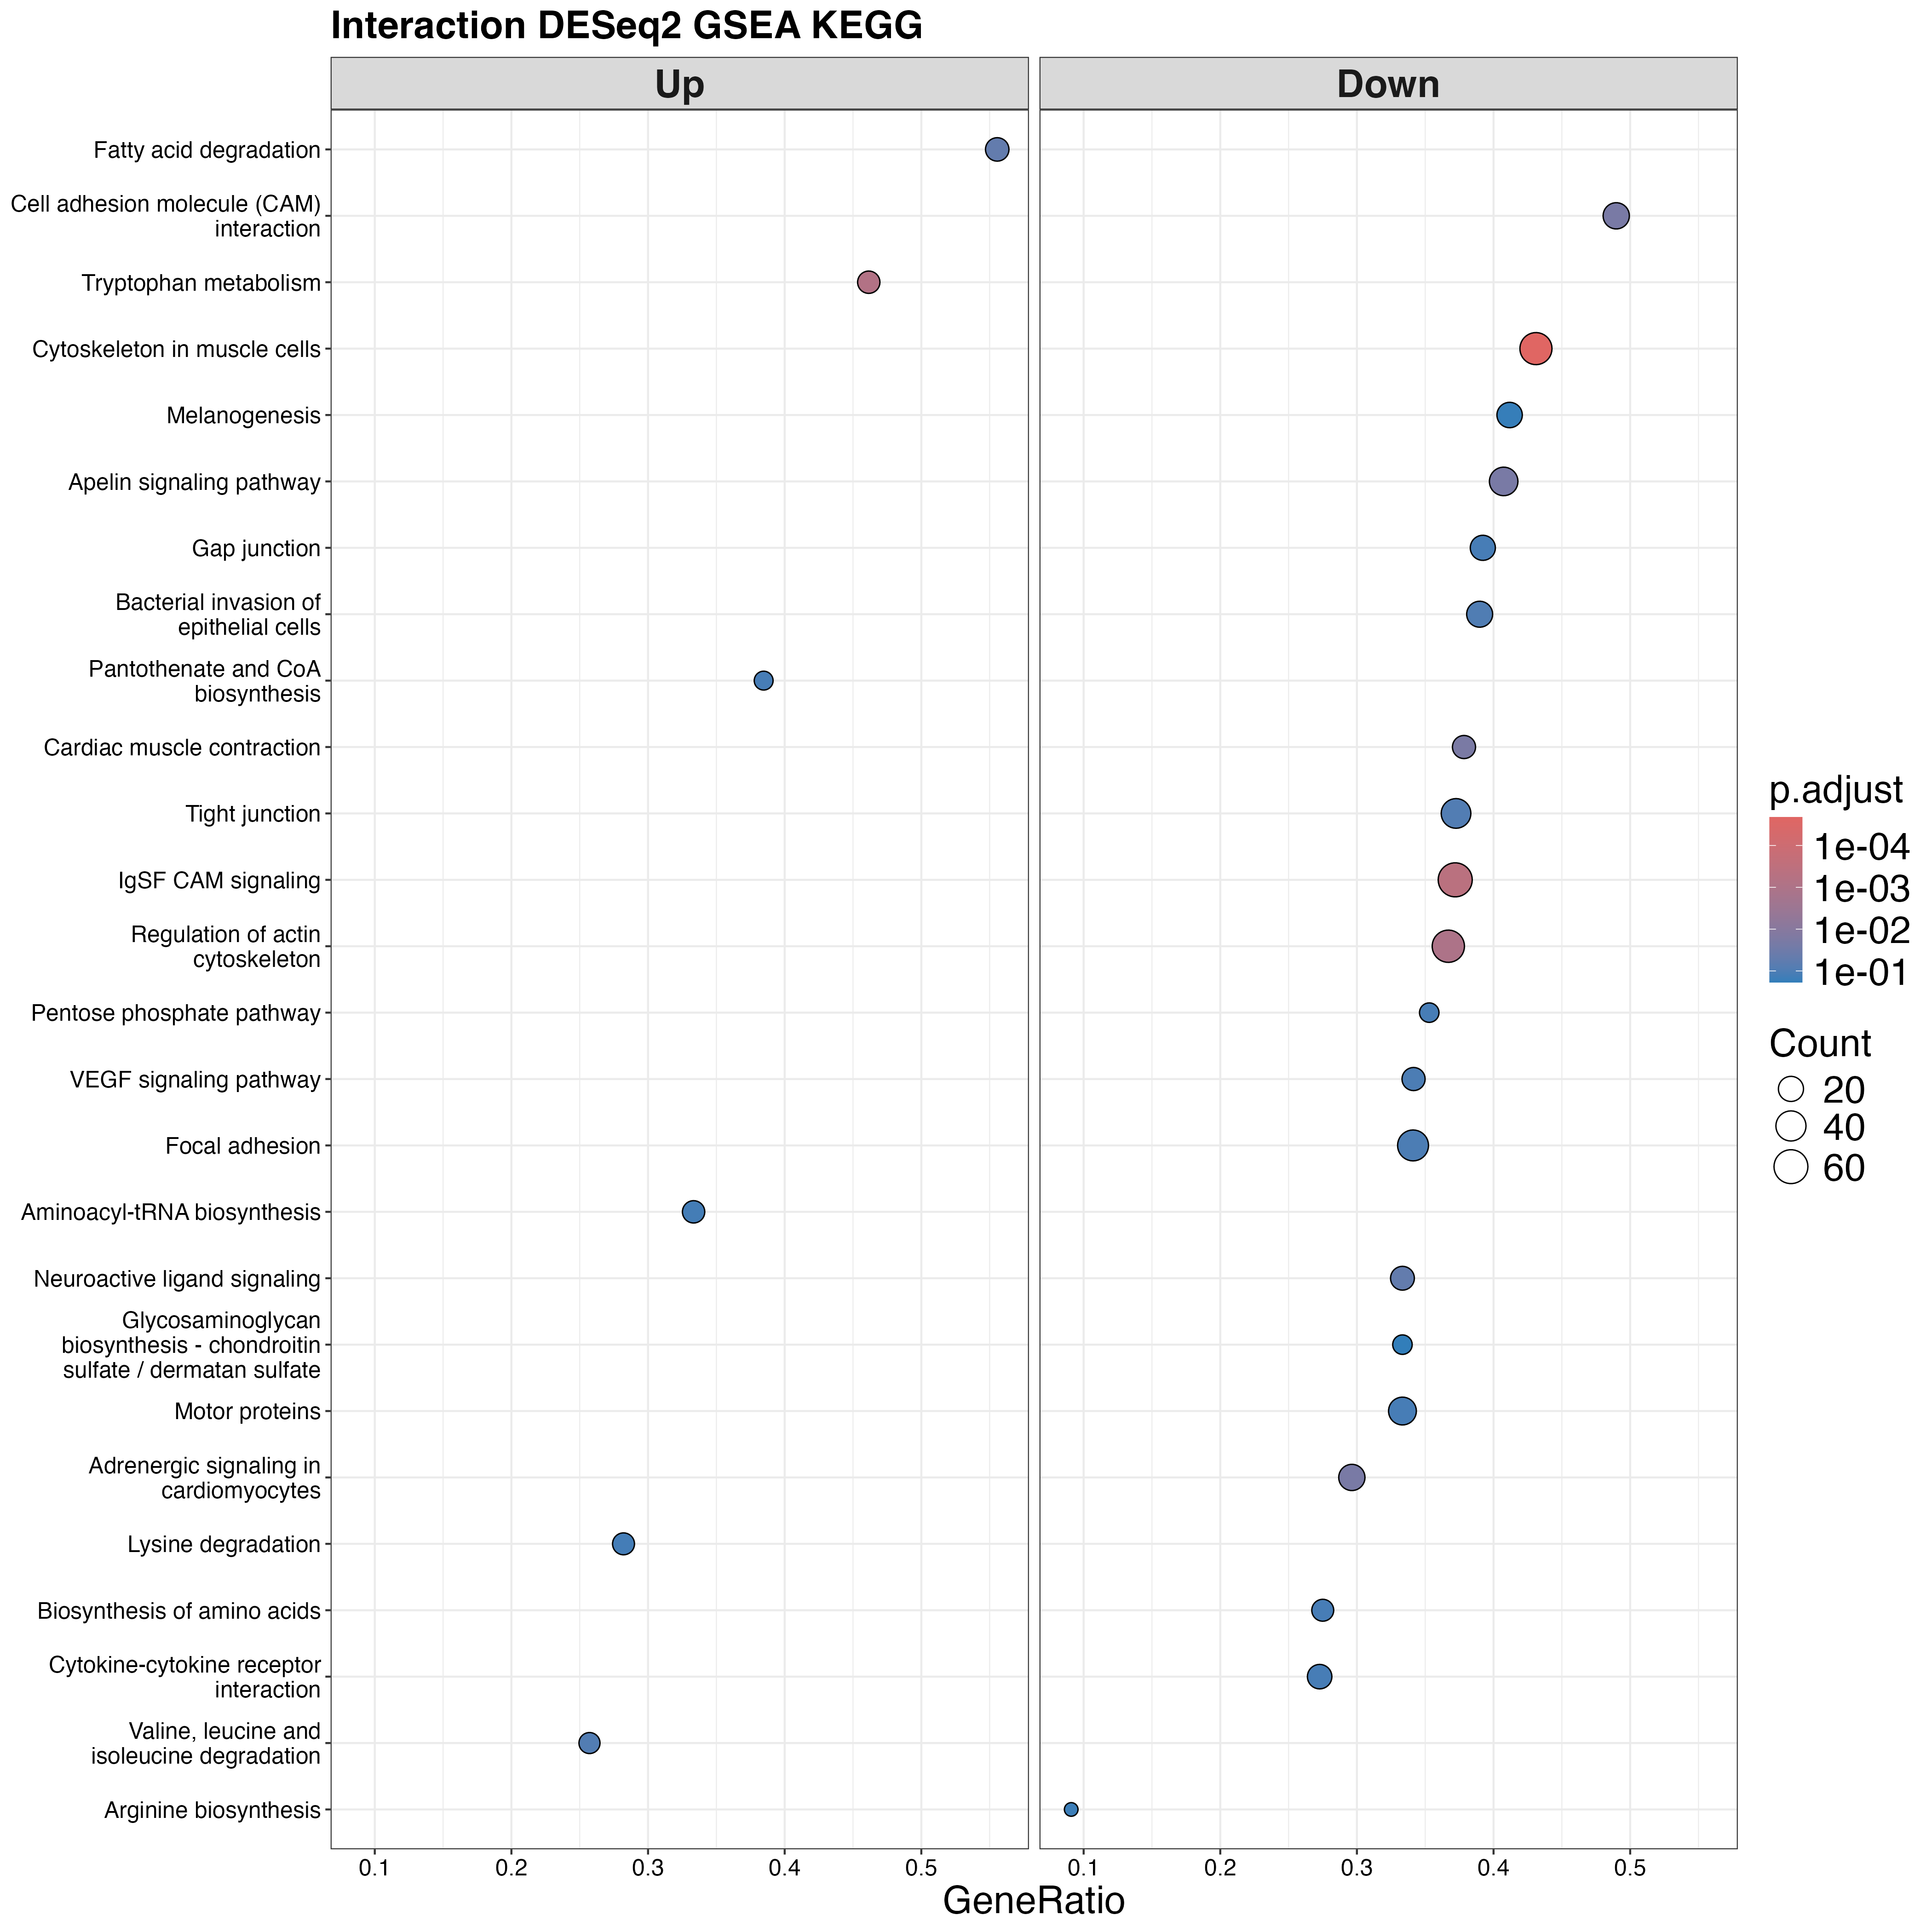 Interaction DESeq2 GSEA KEGG
Up
Down
Fatty acid degradation
Cell adhesion molecule (CAM)
interaction
Tryptophan metabolism
Cytoskeleton in muscle cells
Melanogenesis
Apelin signaling pathway
Gap junction
Bacterial invasion of
epithelial cells
Pantothenate and CoA
biosynthesis
Cardiac muscle contraction
Tight junction
IgSF CAM signaling
Regulation of actin
cytoskeleton
Pentose phosphate pathway
VEGF signaling pathway
Focal adhesion
Aminoacyl-tRNA biosynthesis
Neuroactive ligand signaling
Glycosaminoglycan
biosynthesis - chondroitin
sulfate / dermatan sulfate
Motor proteins
Adrenergic signaling in
cardiomyocytes
Lysine degradation
Biosynthesis of amino acids
Cytokine-cytokine receptor
interaction
Valine, leucine and
isoleucine degradation
Arginine biosynthesis
0.1 0.2 0.3 0.4 0.5
0.1 0.2 0.3 0.4 0.5
GeneRatio
p.adjust
1e-04
1e-03
1e-02
1e-01
Count
20
40
60